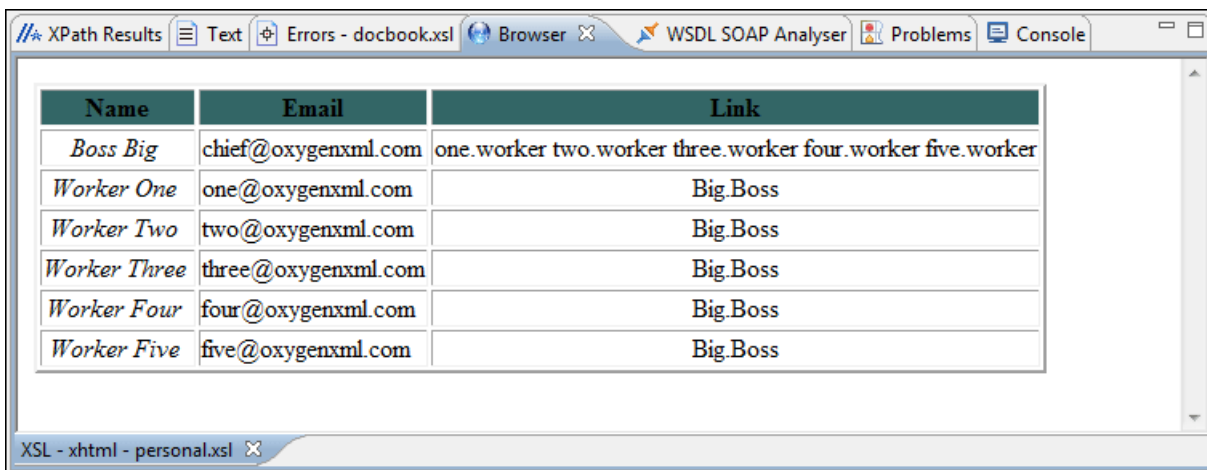 XPath Results Text Errors - docbook.xsl Browser WSDL SOAP Analyser Problems Console
Name Email Link
Boss Big chief@oxygenxml.com one.worker two.worker three.worker four.worker five.worker
Worker One one@oxygenxml.com Big.Boss
Worker Two two@oxygenxml.com Big.Boss
Worker Three three@oxygenxml.com Big.Boss
Worker Four four@oxygenxml.com Big.Boss
Worker Five five@oxygenxml.com Big.Boss
XSL - xhtml - personal.xsl